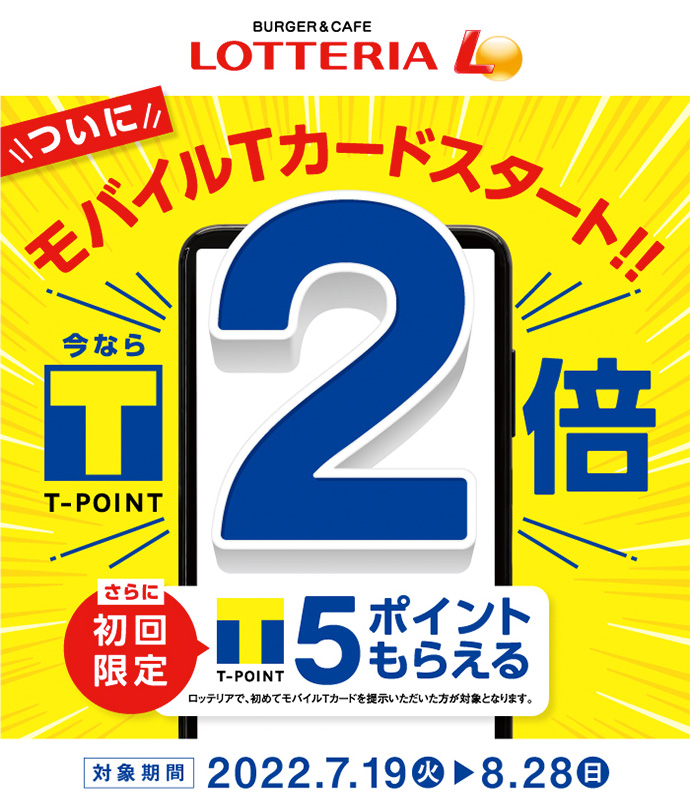 BURGER&CAFE
LOTTERIA
ついに
モバイルTカードスタート!!
今なら
T
T-POINT
2倍
さらに
初回
限定
T
T-POINT
5ポイント
もらえる
ロッテリアで、初めてモバイルTカードを提示いただいた方が対象となります。
対象期間 2022.7.19火▶8.28日